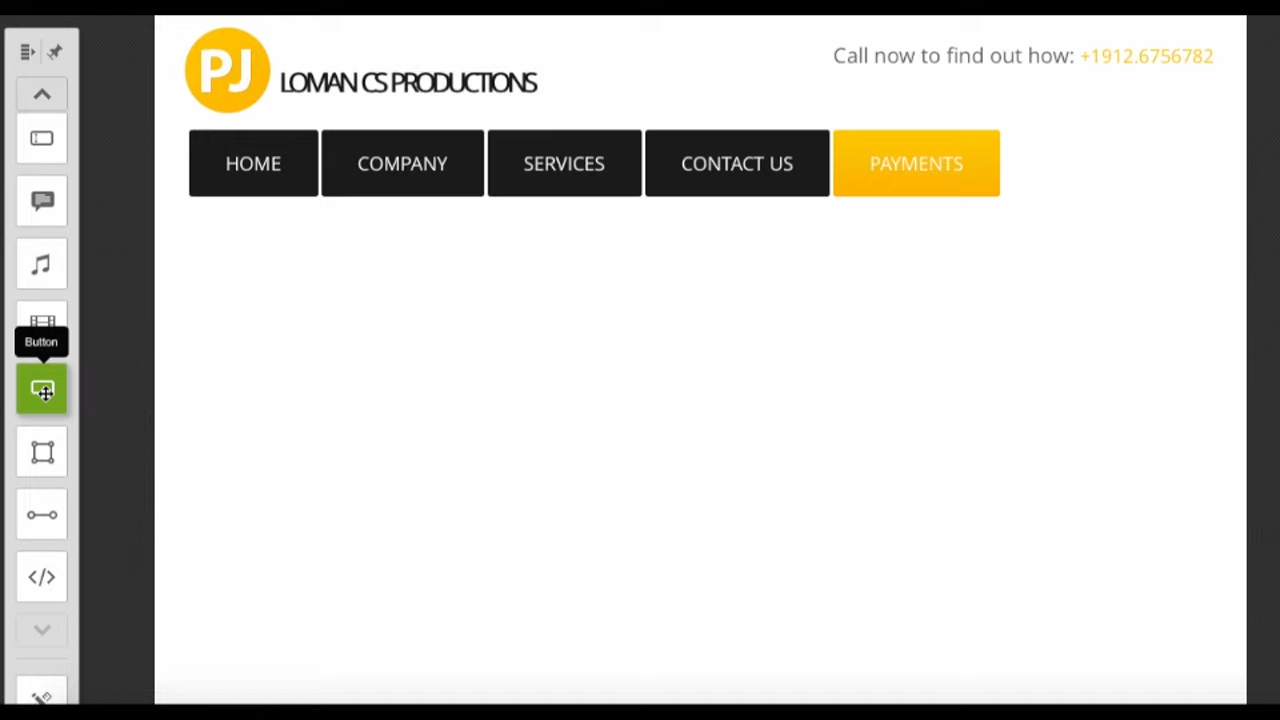 PJ LOMAN CS PRODUCTIONS
Call now to find out how: +1912.6756782
HOME COMPANY SERVICES CONTACT US PAYMENTS
Button